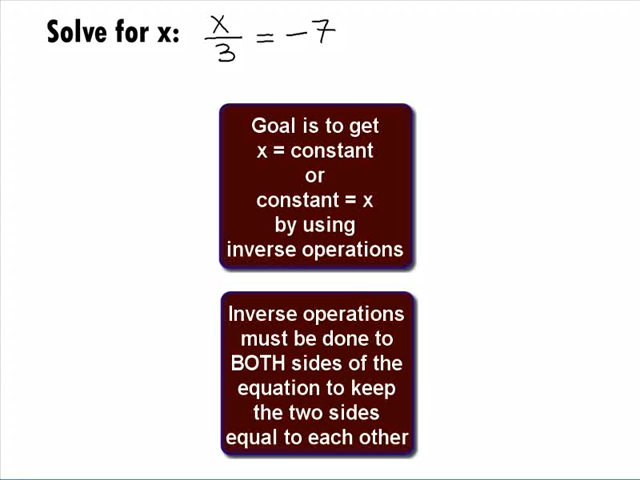 Solve for x: x/3 = -7
Goal is to get
x = constant
or
constant = x
by using
inverse operations
Inverse operations
must be done to
BOTH sides of the
equation to keep
the two sides
equal to each other